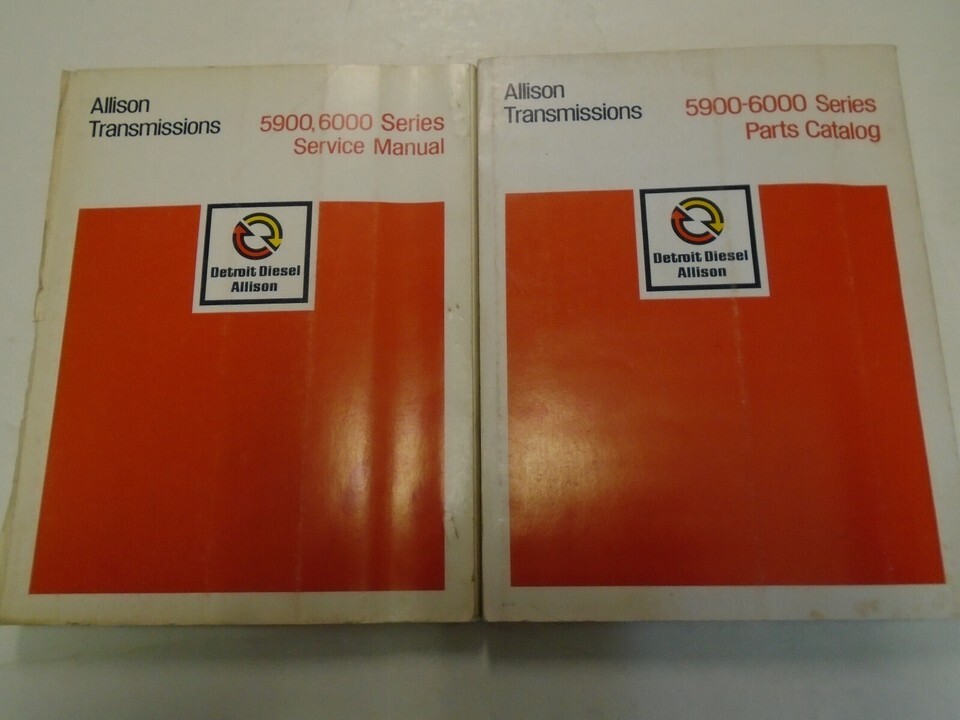 Allison
Transmissions
5900, 6000 Series
Service Manual
Detroit Diesel
Allison
Allison
Transmissions
5900-6000 Series
Parts Catalog
Detroit Diesel
Allison